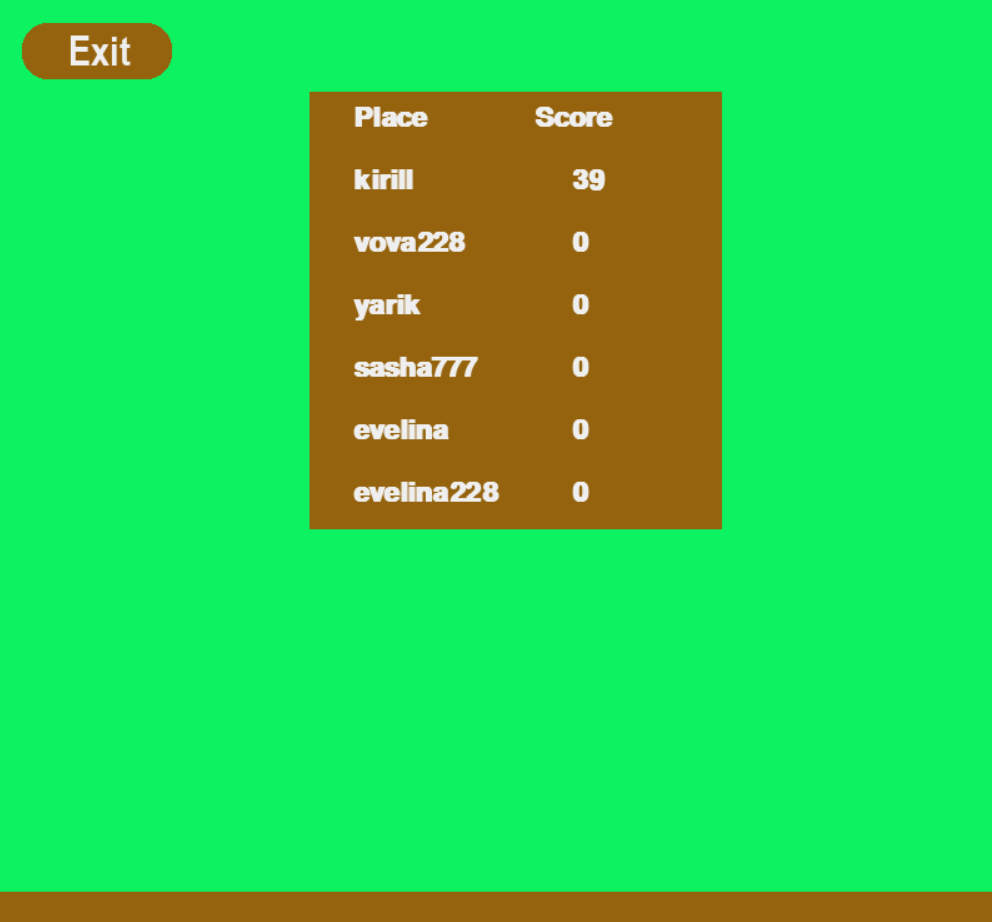 Exit
Place Score
kirill 39
vova228 0
yarik 0
sasha777 0
evelina 0
evelina228 0